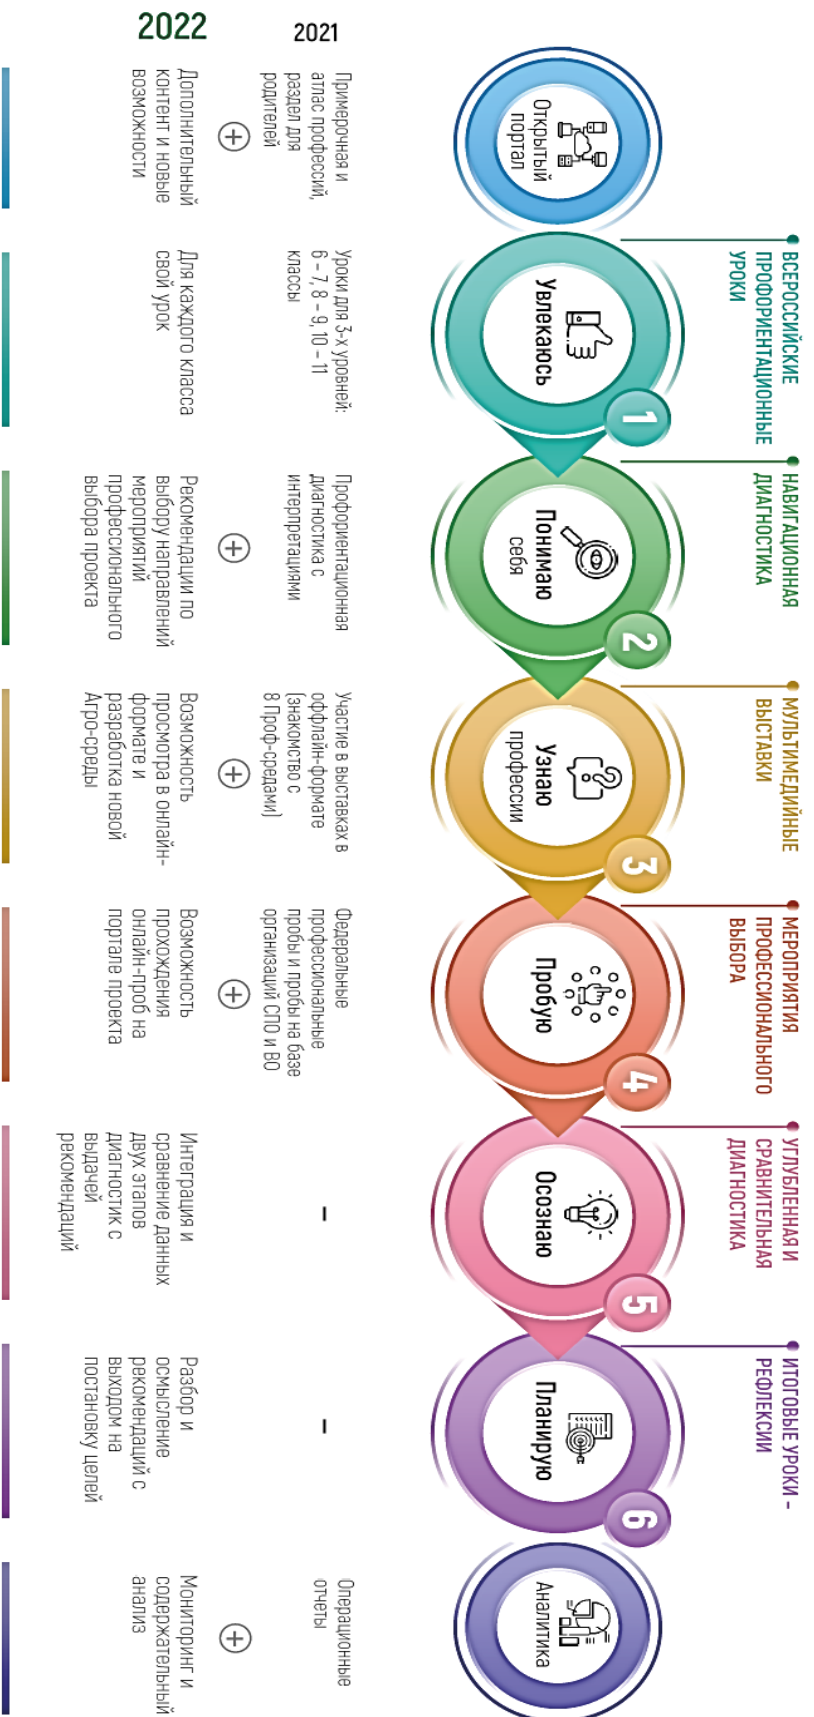 ВСЕРОССИЙСКИЕ
ПРОФОРИЕНТАЦИОННЫЕ
УРОКИ
НАВИГАЦИОННАЯ
ДИАГНОСТИКА
МУЛЬТИМЕДИЙНЫЕ
ВЫСТАВКИ
МЕРОПРИЯТИЯ
ПРОФЕССИОНАЛЬНОГО
ВЫБОРА
УГЛУБЛЕННАЯ И
СРАВНИТЕЛЬНАЯ
ДИАГНОСТИКА
ИТОГОВЫЕ УРОКИ –
РЕФЛЕКСИИ
Открытый
портал
Увлекаюсь
1
Понимаю
себя
2
Узнаю
профессии
3
Пробую
4
Осознаю
5
Планирую
6
Аналитика
2021
Примерочная и
атлас профессий,
раздел для
родителей
Уроки для 3-х уровней:
6 – 7, 8 – 9, 10 – 11
классы
Профориентационная
диагностика с
интерпретациями
Участие в выставках в
оффлайн-формате
(знакомство с
8 Проф-средами)
Федеральные
профессиональные
пробы и пробы на базе
организаций СПО и ВО
–
–
Операционные
отчеты
+
+
+
+
+
2022
Дополнительный
контент и новые
возможности
Для каждого класса
свой урок
Рекомендации по
выбору направлений
мероприятий
профессионального
выбора проекта
Возможность
просмотра в онлайн-
формате и
разработка новой
Агро-среды
Возможность
прохождения
онлайн-проб на
портале проекта
Интеграция и
сравнение данных
двух этапов
диагностик с
выдачей
рекомендаций
Разбор и
осмысление
рекомендаций с
выходом на
постановку целей
Мониторинг и
содержательный
анализ